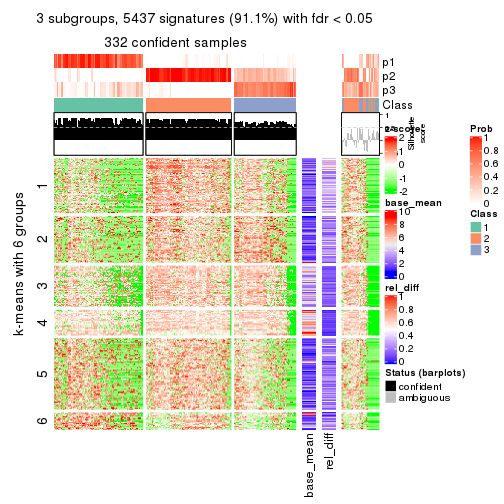 3 subgroups, 5437 signatures (91.1%) with fdr < 0.05
332 confident samples
p1
p2
p3
Class
1
Silhouette
score
z-score
2
1
0
-1
-2
base_mean
10
8
6
4
2
0
rel_diff
1
0.8
0.6
0.4
0.2
0
Status (barplots)
confident
ambiguous
Prob
1
0.8
0.6
0.4
0.2
0
Class
1
2
3
k-means with 6 groups
1
2
3
4
5
6
base_mean
rel_diff